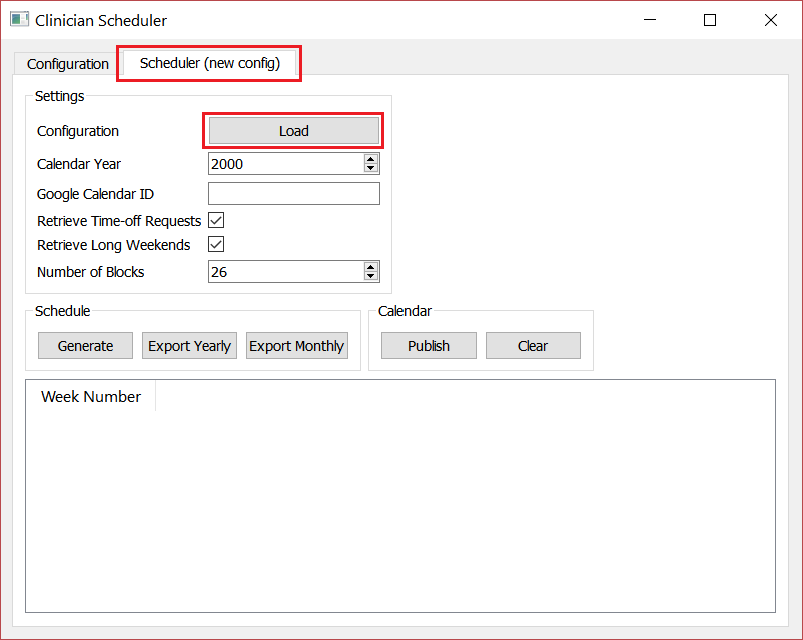 Clinician Scheduler
Configuration
Scheduler (new config)
Settings
Configuration
Load
Calendar Year
2000
Google Calendar ID
Retrieve Time-off Requests
Retrieve Long Weekends
Number of Blocks
26
Schedule
Generate
Export Yearly
Export Monthly
Calendar
Publish
Clear
Week Number